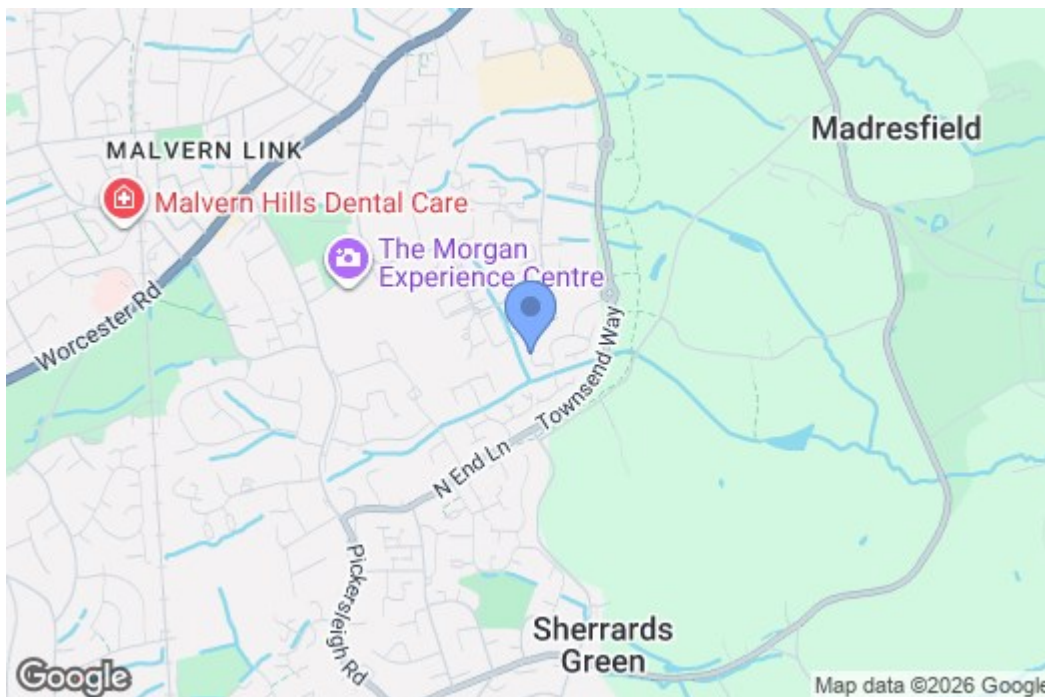 Madresfield
MALVERN LINK
Malvern Hills Dental Care
The Morgan
Experience Centre
Worcester Rd
Townsend Way
N End Ln
Pickersleigh Rd
Sherrards
Green
Google
Map data ©2026 Google